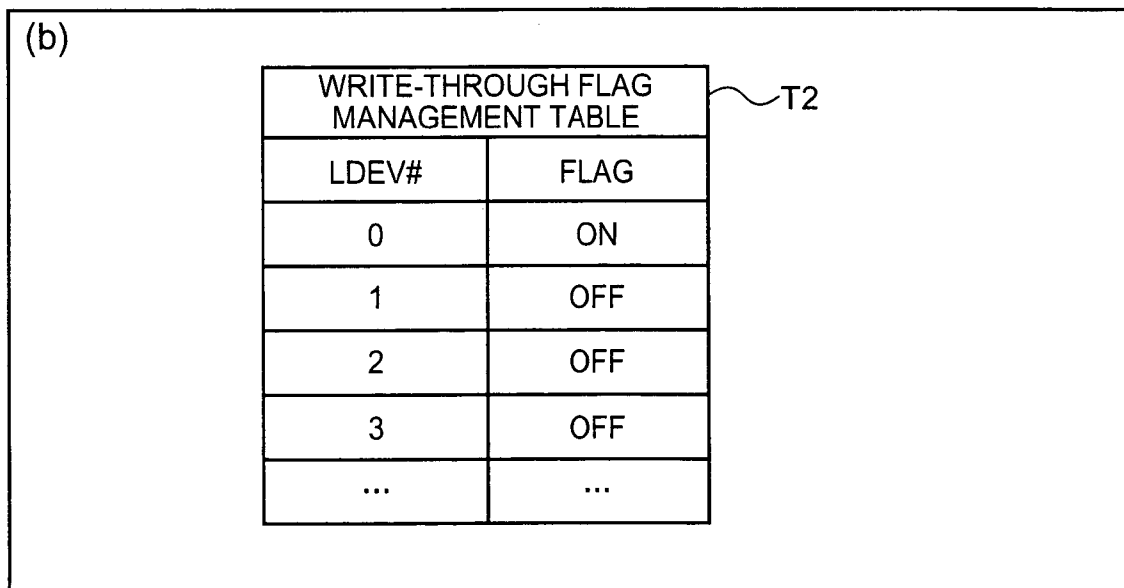 (b)
WRITE-THROUGH FLAG
MANAGEMENT TABLE
T2
LDEV# FLAG
0 ON
1 OFF
2 OFF
3 OFF
... ...